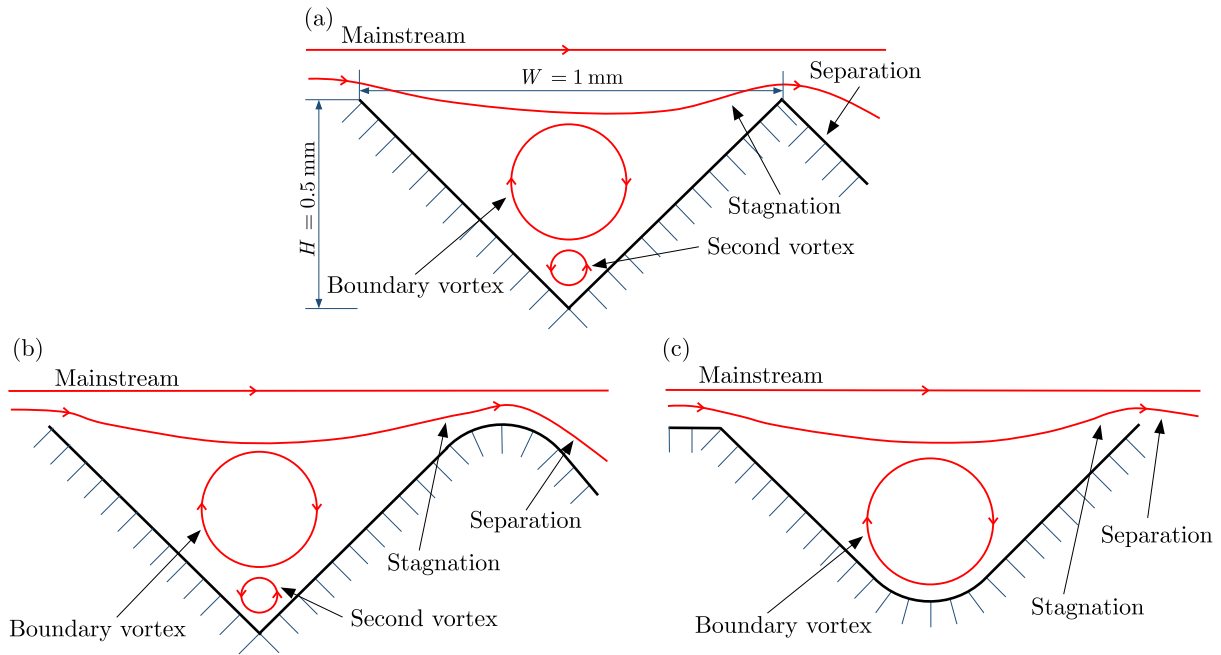 (a)
Mainstream
W = 1 mm
Separation
H = 0.5 mm
Stagnation
Second vortex
Boundary vortex
(b)
Mainstream
Separation
Stagnation
Second vortex
Boundary vortex
(c)
Mainstream
Separation
Stagnation
Boundary vortex